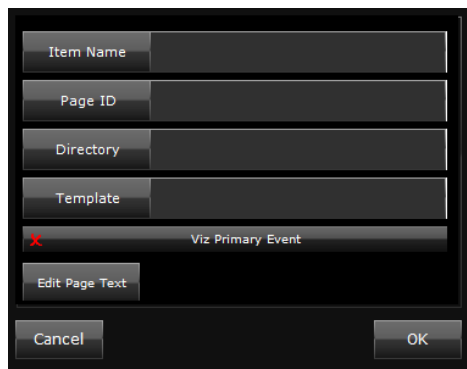 Item Name
Page ID
Directory
Template
Viz Primary Event
Edit Page Text
Cancel
OK